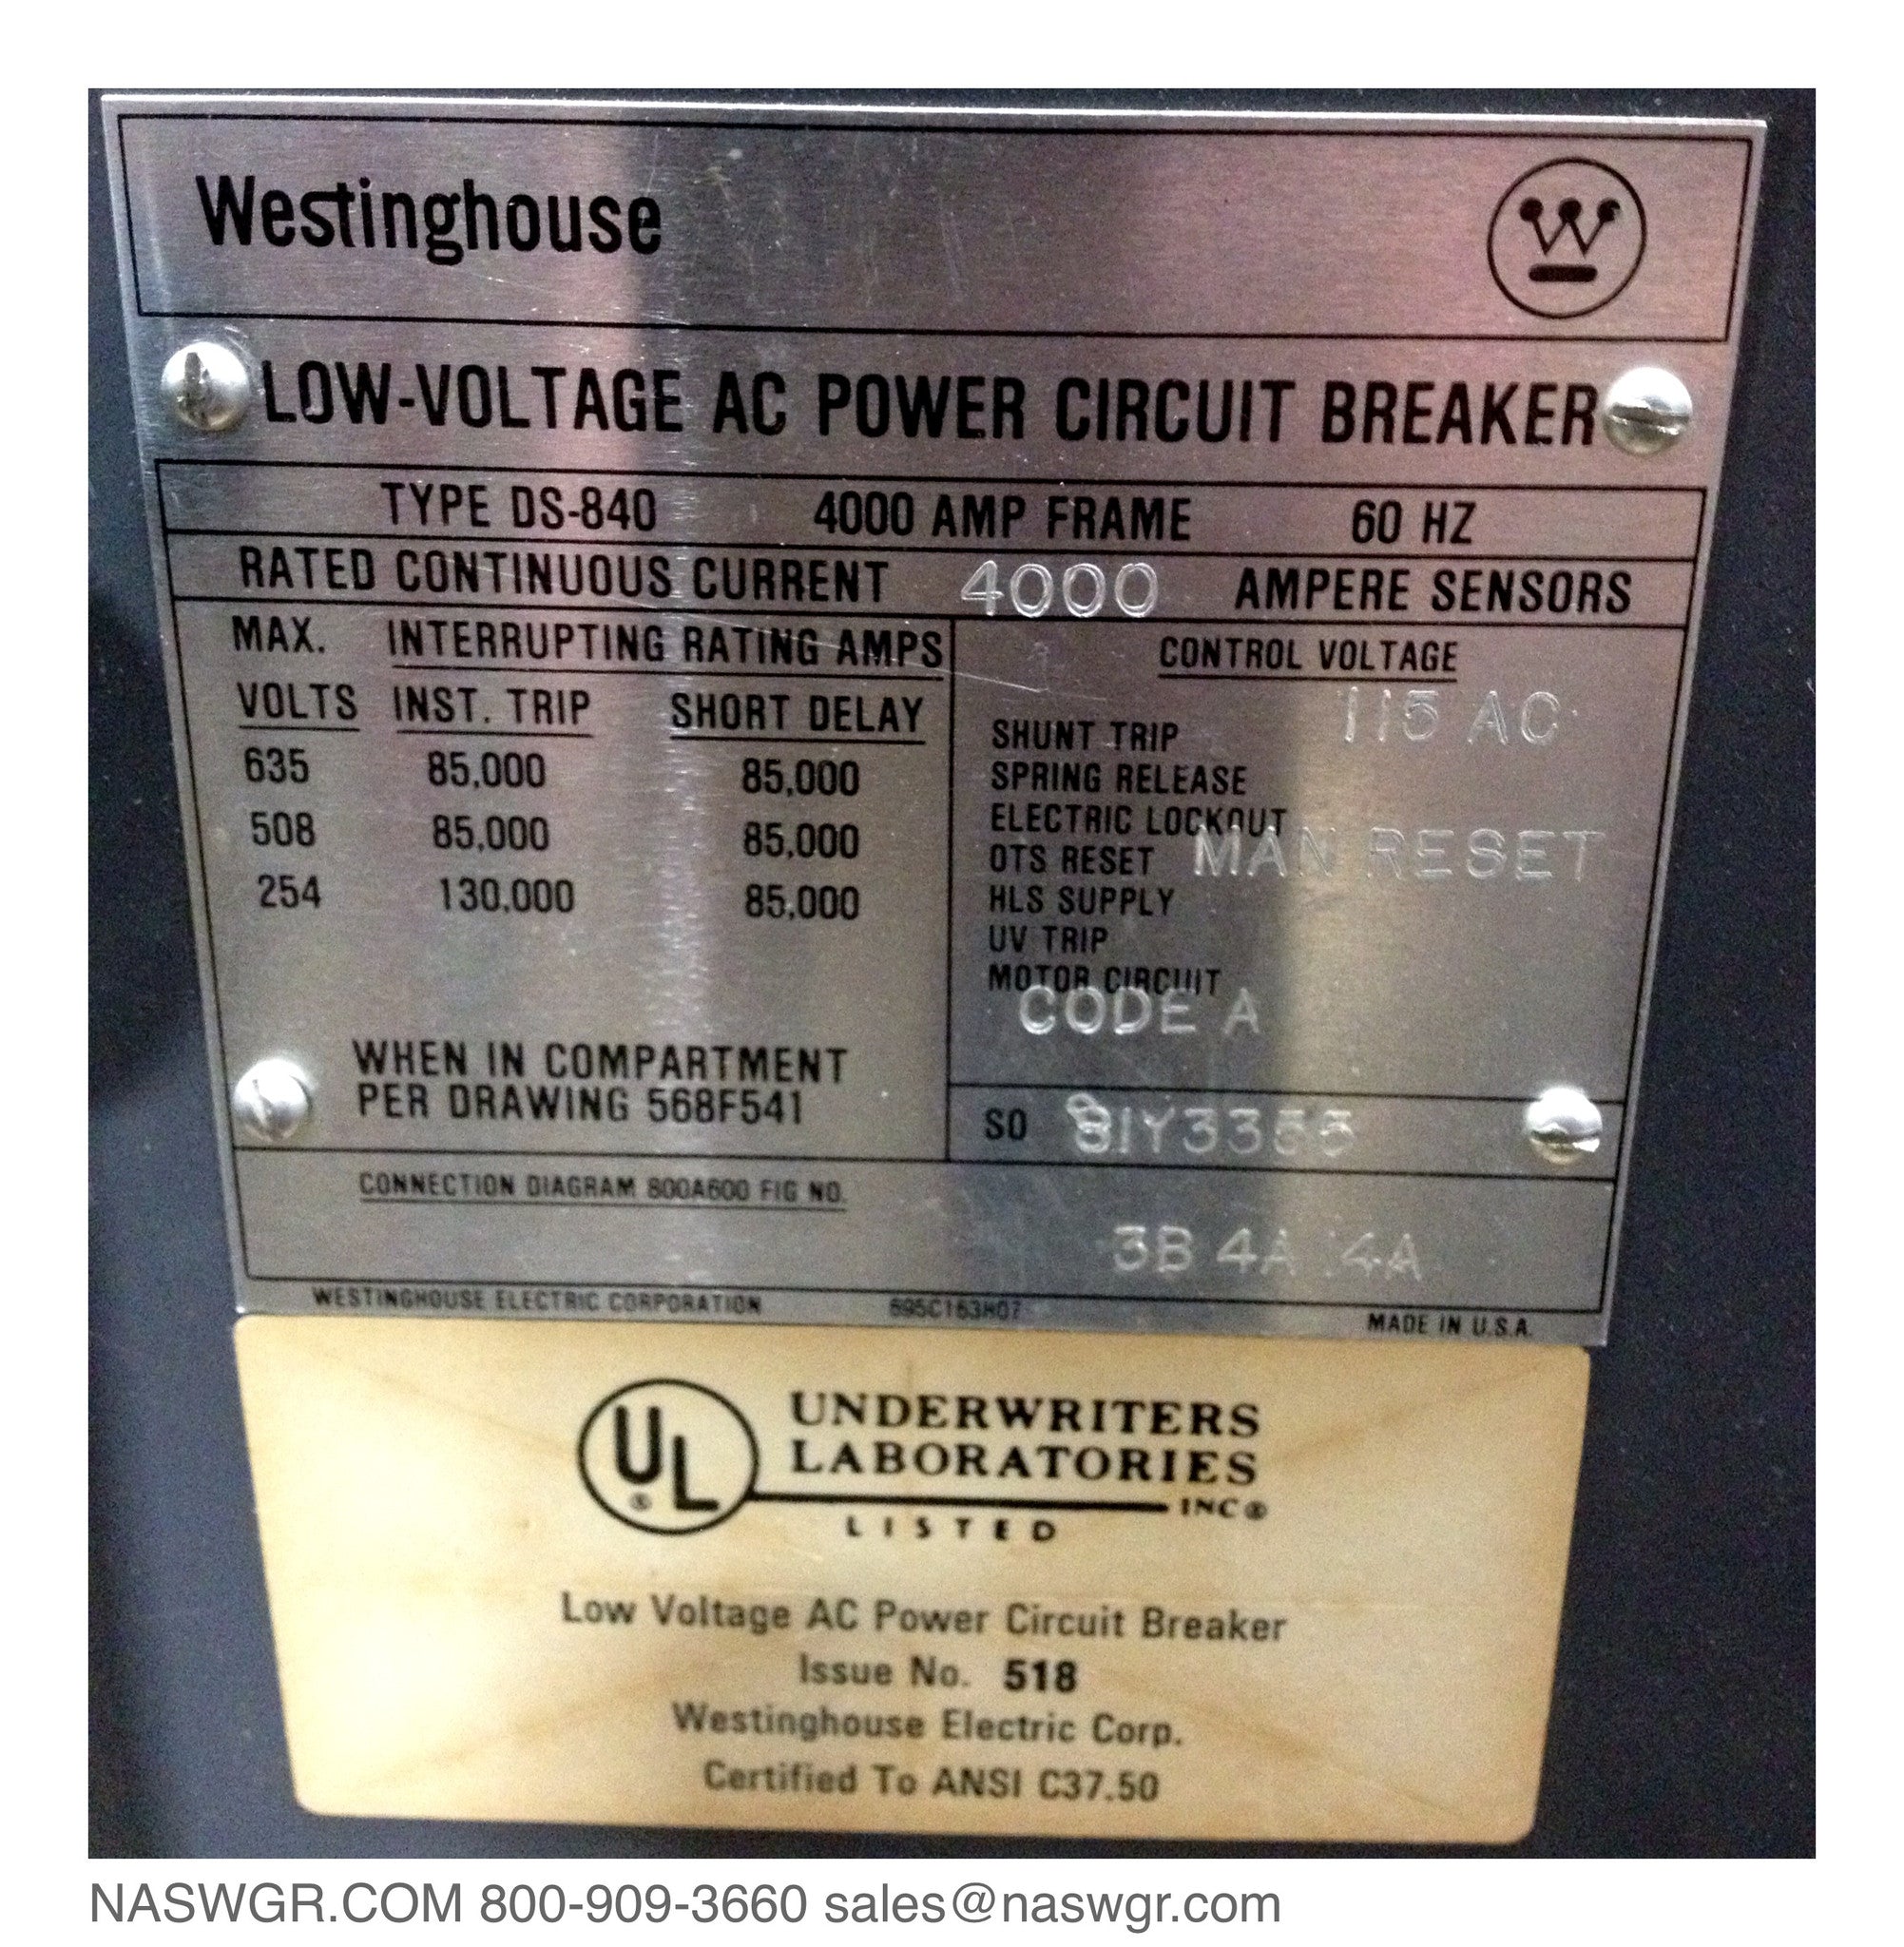 Westinghouse
LOW-VOLTAGE AC POWER CIRCUIT BREAKER
TYPE DS-840 4000 AMP FRAME 60 HZ
RATED CONTINUOUS CURRENT 4000 AMPERE SENSORS
MAX. INTERRUPTING RATING AMPS
VOLTS INST. TRIP SHORT DELAY
635 85,000 85,000
508 85,000 85,000
254 130,000 85,000
WHEN IN COMPARTMENT
PER DRAWING 568F541
CONTROL VOLTAGE
115 AC
SHUNT TRIP
SPRING RELEASE
ELECTRIC LOCKOUT
OTS RESET MAN RESET
HLS SUPPLY
UV TRIP
MOTOR CIRCUIT
CODE A
SO
CONNECTION DIAGRAM 800A600 FIG NO.
3B 4A 4A
WESTINGHOUSE ELECTRIC CORPORATION 695C163H07 MADE IN U.S.A.
UL ®
UNDERWRITERS
LABORATORIES
INC ®
LISTED
Low Voltage AC Power Circuit Breaker
Issue No. 518
Westinghouse Electric Corp.
Certified To ANSI C37.50
NASWGR.COM 800-909-3660 sales@naswgr.com